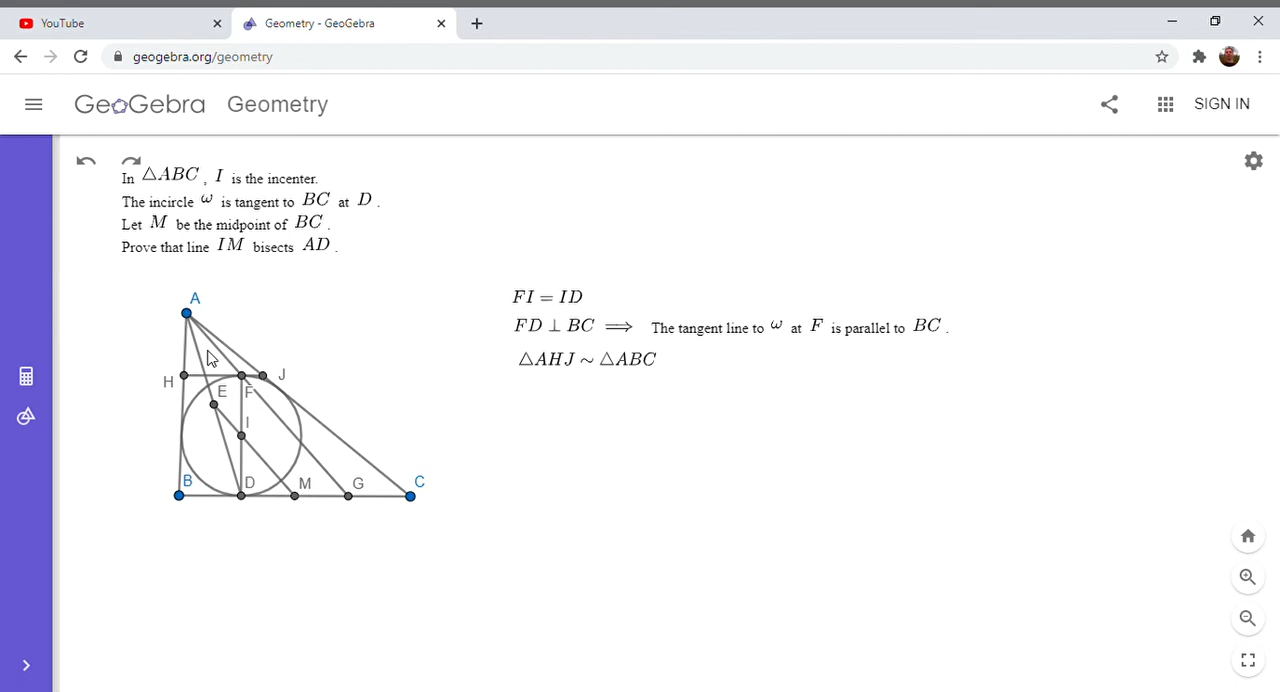 YouTube
Geometry - GeoGebra
geogebra.org/geometry
GeoGebra Geometry
SIGN IN
In △ABC , I is the incenter.
The incircle ω is tangent to BC at D .
Let M be the midpoint of BC .
Prove that line IM bisects AD .
FI = ID
FD ⊥ BC ⟹ The tangent line to ω at F is parallel to BC .
△AHJ ∼ △ABC
A
H
J
E
F
I
B
D
M
G
C